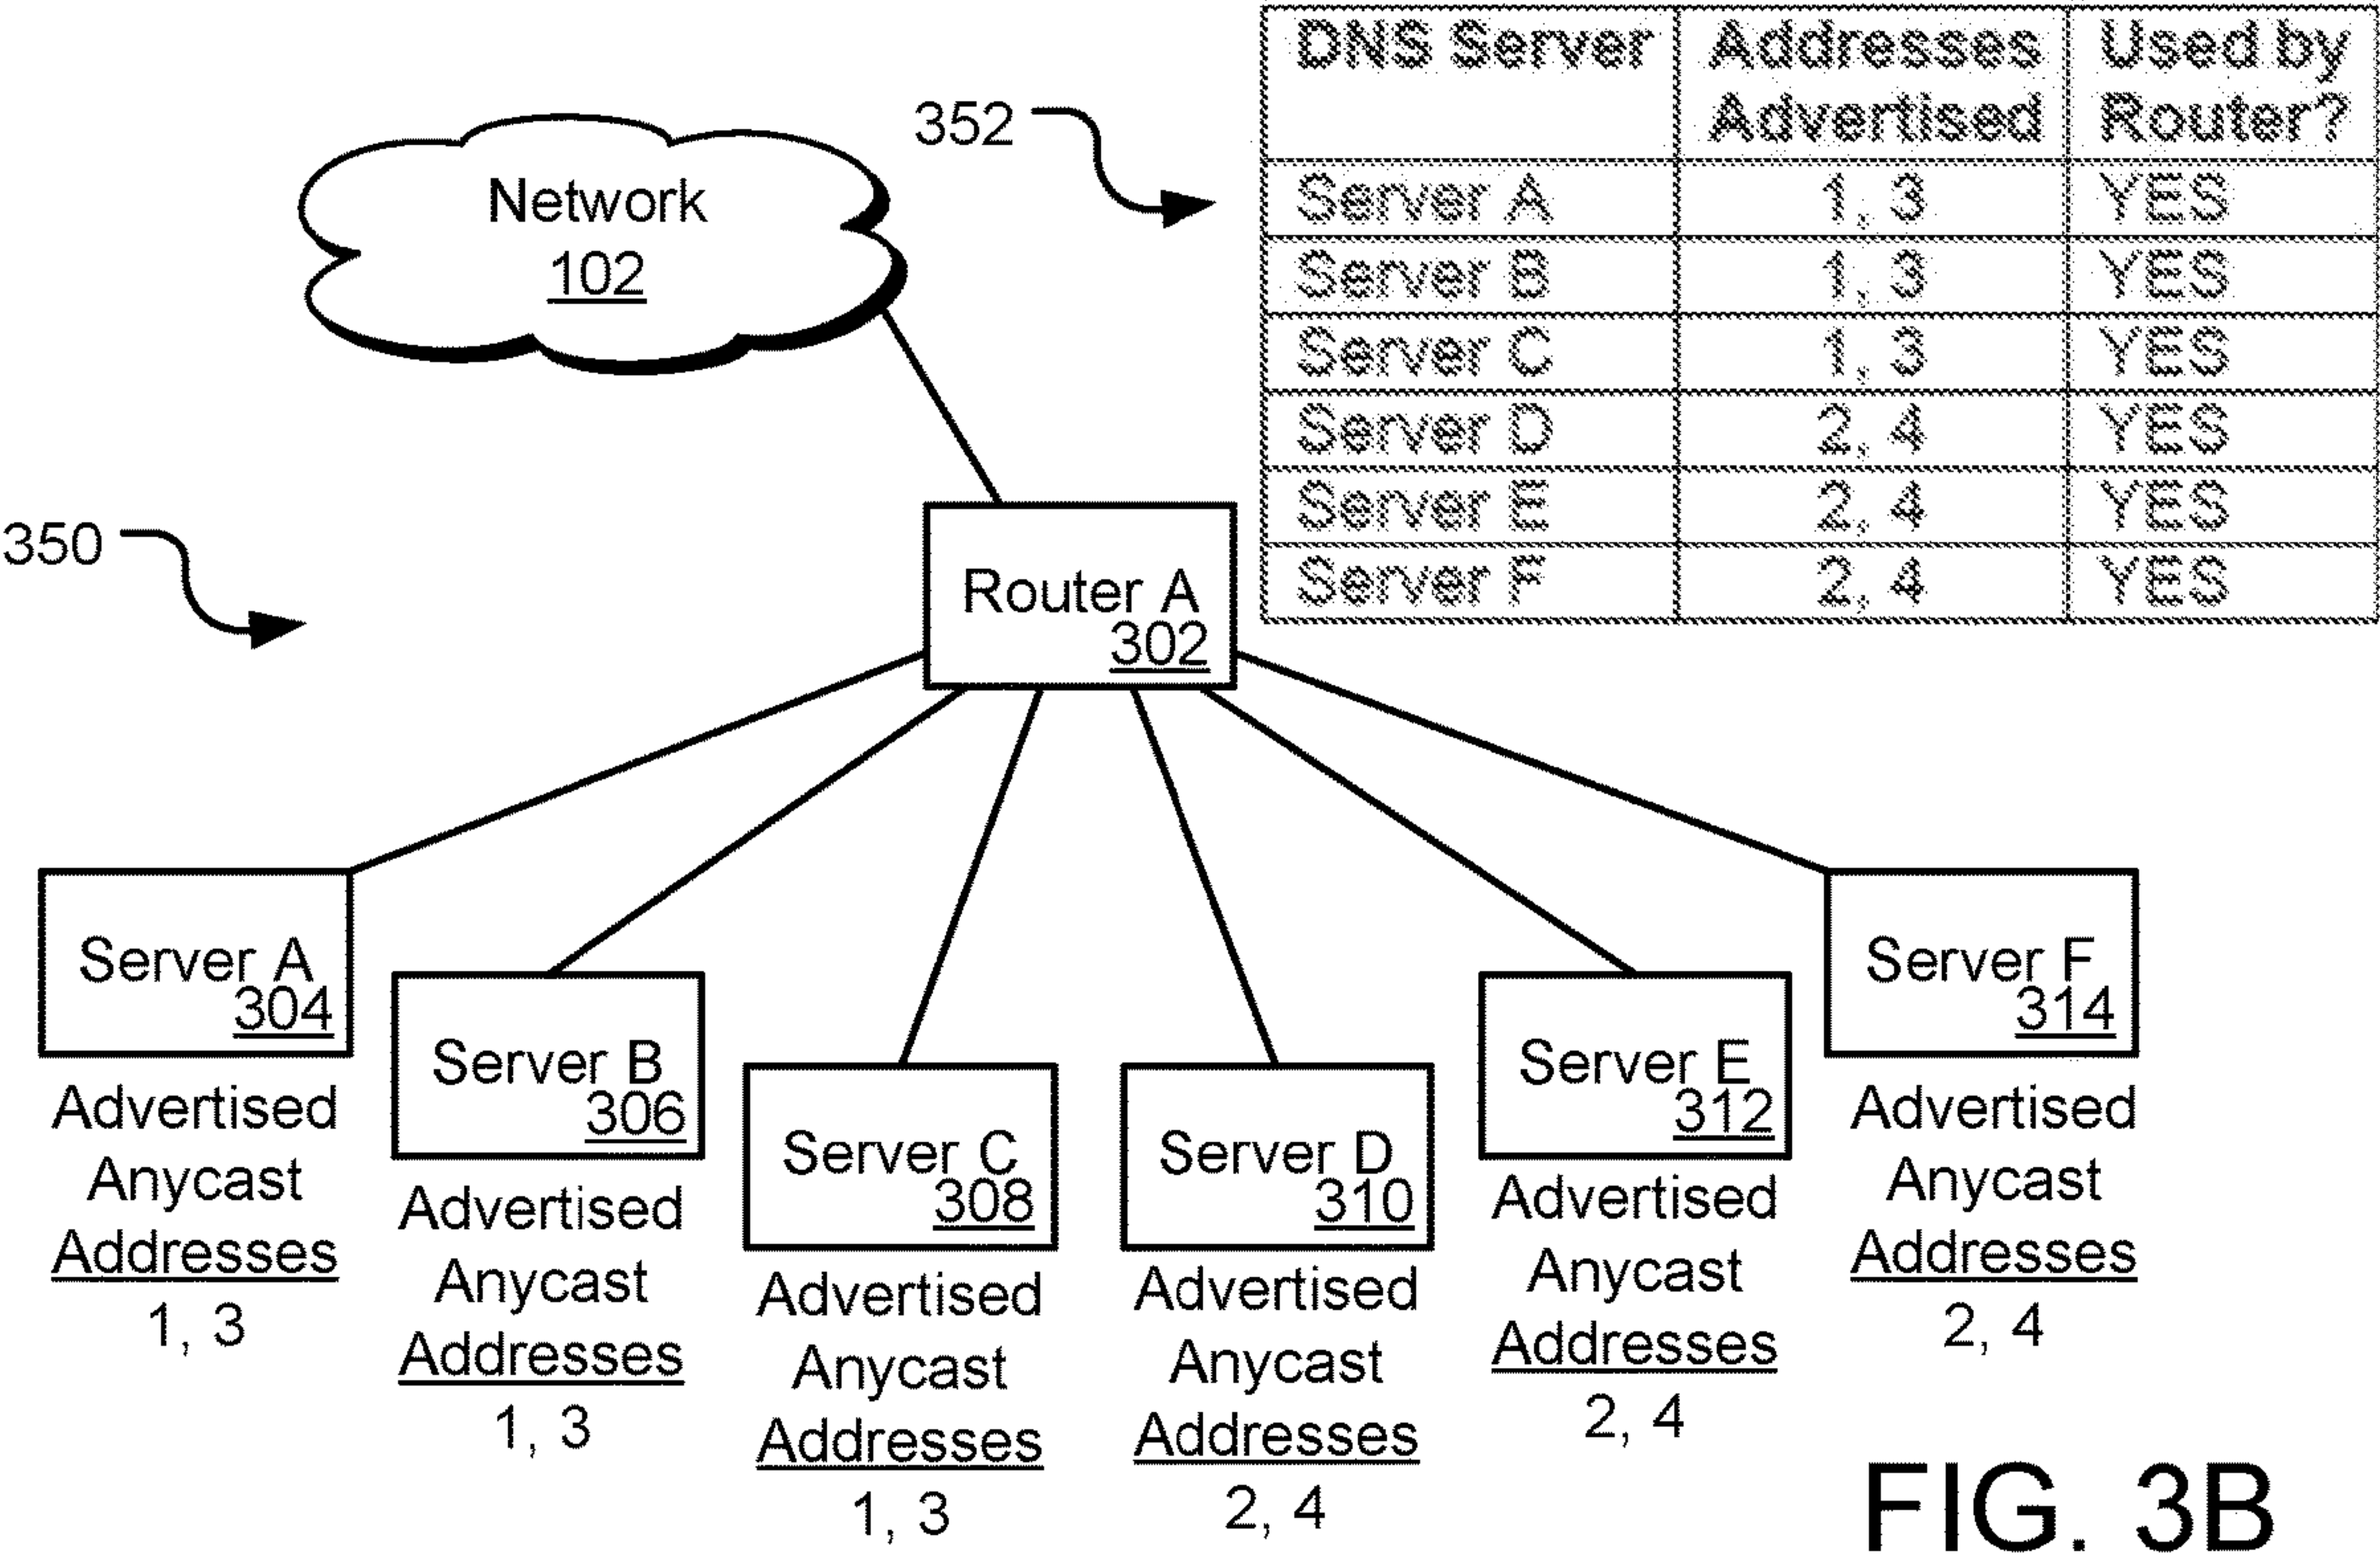 DNS Server Addresses Advertised Used by Router?
Server A 1, 3 YES
Server B 1, 3 YES
Server C 1, 3 YES
Server D 2, 4 YES
Server E 2, 4 YES
Server F 2, 4 YES
352
Network
102
350
Router A
302
Server A
304
Advertised
Anycast
Addresses
1, 3
Server B
306
Advertised
Anycast
Addresses
1, 3
Server C
308
Advertised
Anycast
Addresses
1, 3
Server D
310
Advertised
Anycast
Addresses
2, 4
Server E
312
Advertised
Anycast
Addresses
2, 4
Server F
314
Advertised
Anycast
Addresses
2, 4
FIG. 3B